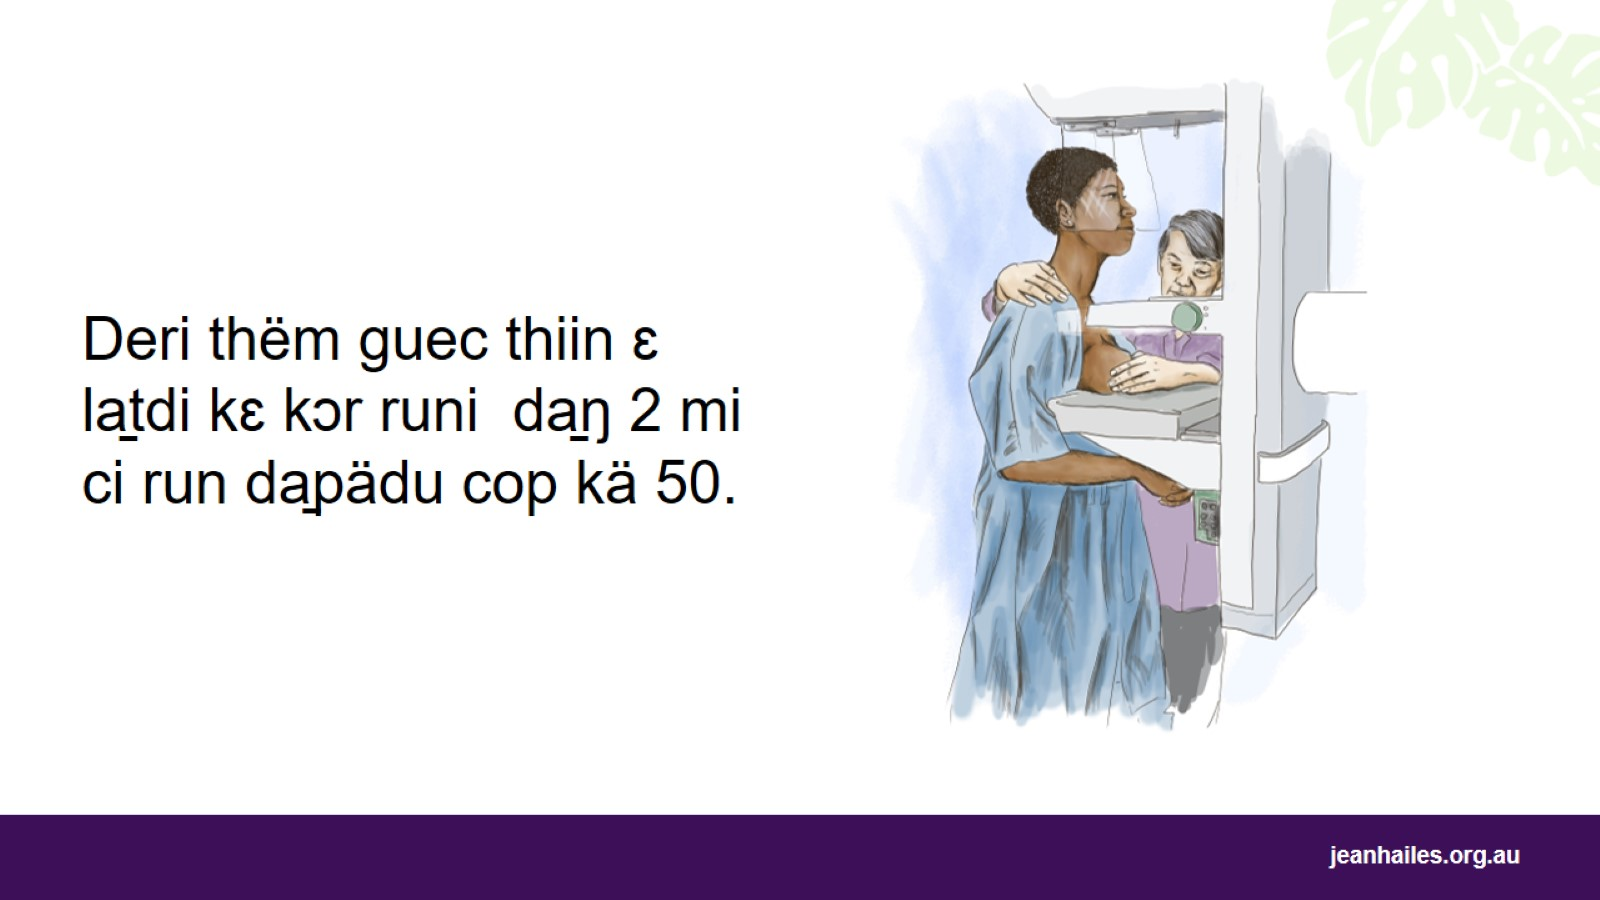 Deri thëm guec thiin ɛ
la̱ṯdi kɛ kɔr runi  da̱ŋ 2 mi
ci run da̱pädu cop kä 50.
jeanhailes.org.au